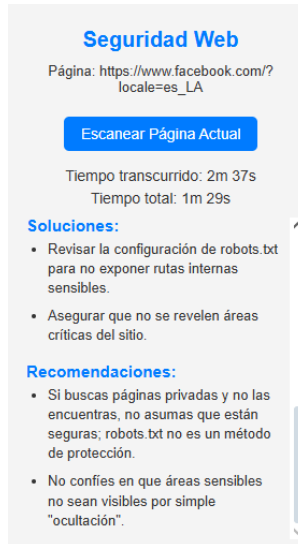 Seguridad Web
Página: https://www.facebook.com/?
locale=es_LA
Escanear Página Actual
Tiempo transcurrido: 2m 37s
Tiempo total: 1m 29s
Soluciones:
• Revisar la configuración de robots.txt
para no exponer rutas internas
sensibles.
• Asegurar que no se revelen áreas
críticas del sitio.
Recomendaciones:
• Si buscas páginas privadas y no las
encuentras, no asumas que están
seguras; robots.txt no es un método
de protección.
• No confíes en que áreas sensibles
no sean visibles por simple
"ocultación".